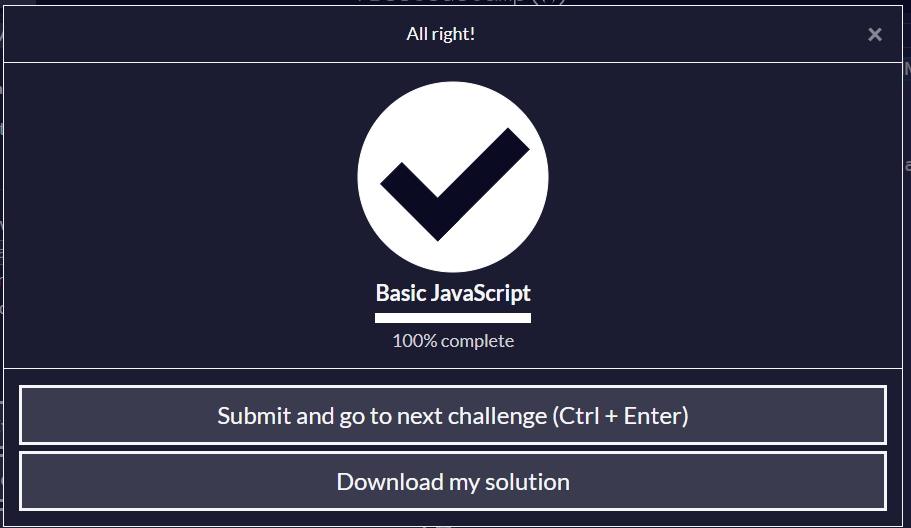 All right!
×
Basic JavaScript
100% complete
Submit and go to next challenge (Ctrl + Enter)
Download my solution